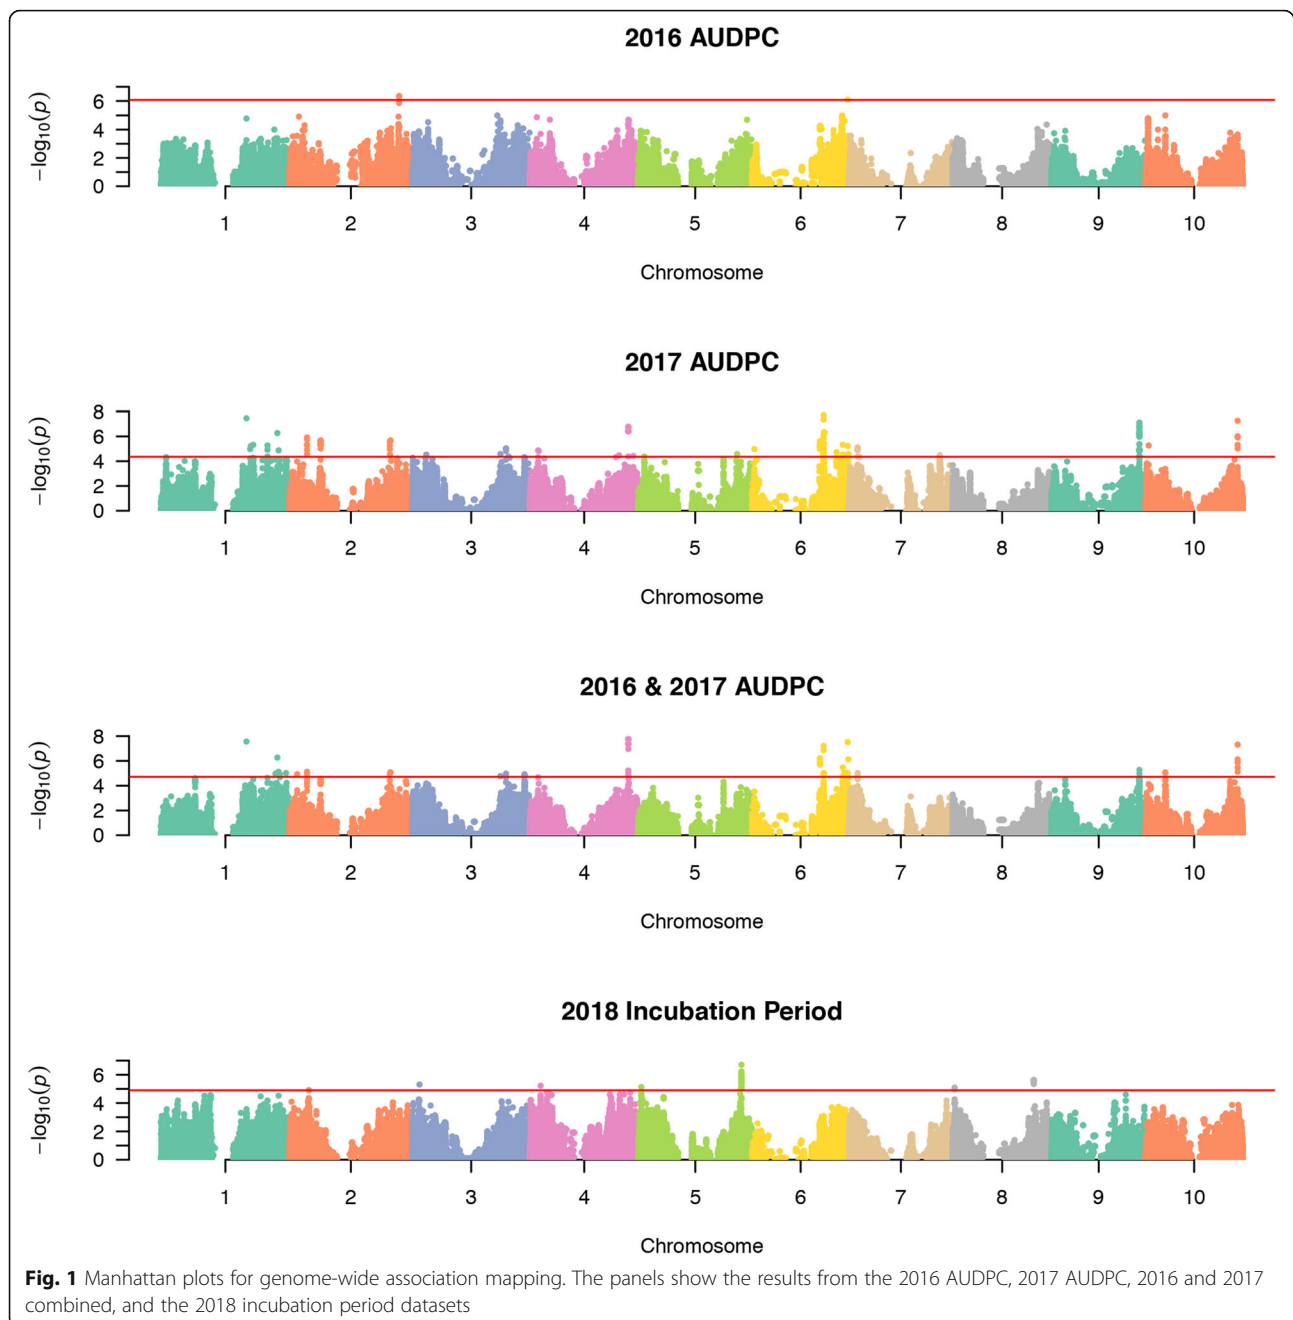 2016 AUDPC
−log10(p)
6
4
2
0
1 2 3 4 5 6 7 8 9 10
Chromosome
2017 AUDPC
−log10(p)
8
6
4
2
0
1 2 3 4 5 6 7 8 9 10
Chromosome
2016 & 2017 AUDPC
−log10(p)
8
6
4
2
0
1 2 3 4 5 6 7 8 9 10
Chromosome
2018 Incubation Period
−log10(p)
6
4
2
0
1 2 3 4 5 6 7 8 9 10
Chromosome
Fig. 1 Manhattan plots for genome-wide association mapping. The panels show the results from the 2016 AUDPC, 2017 AUDPC, 2016 and 2017
combined, and the 2018 incubation period datasets